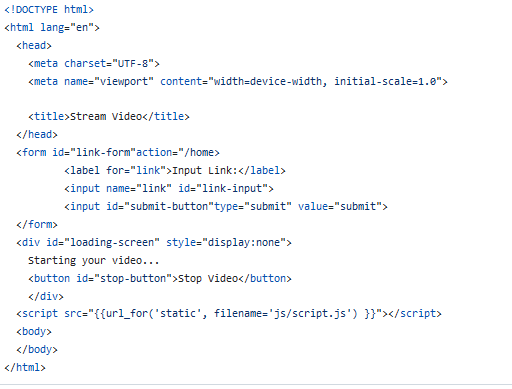 <!DOCTYPE html>
<html lang="en">
<head>
<meta charset="UTF-8">
<meta name="viewport" content="width=device-width, initial-scale=1.0">
<title>Stream Video</title>
</head>
<form id="link-form"action="/home>
<label for="link">Input Link:</label>
<input name="link" id="link-input">
<input id="submit-button"type="submit" value="submit">
</form>
<div id="loading-screen" style="display:none">
Starting your video...
<button id="stop-button">Stop Video</button>
</div>
<script src="{{url_for('static', filename='js/script.js') }}"></script>
<body>
</body>
</html>